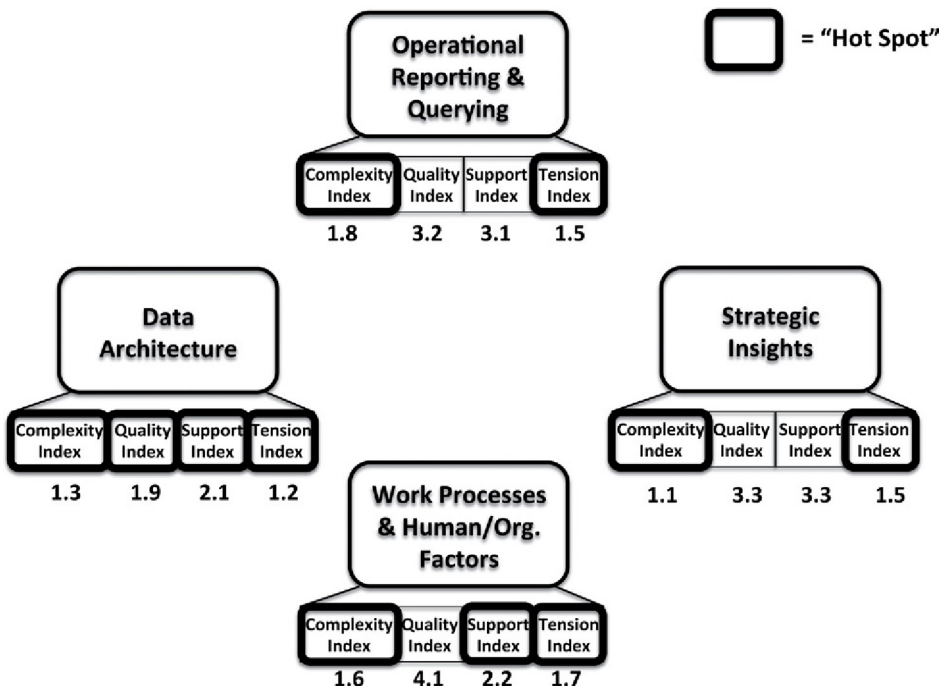 Operational
Reporting &
Querying
= “Hot Spot”
Complexity Index
Quality Index
Support Index
Tension Index
1.8 3.2 3.1 1.5
Data
Architecture
Complexity Index
Quality Index
Support Index
Tension Index
1.3 1.9 2.1 1.2
Strategic
Insights
Complexity Index
Quality Index
Support Index
Tension Index
1.1 3.3 3.3 1.5
Work Processes
& Human/Org.
Factors
Complexity Index
Quality Index
Support Index
Tension Index
1.6 4.1 2.2 1.7